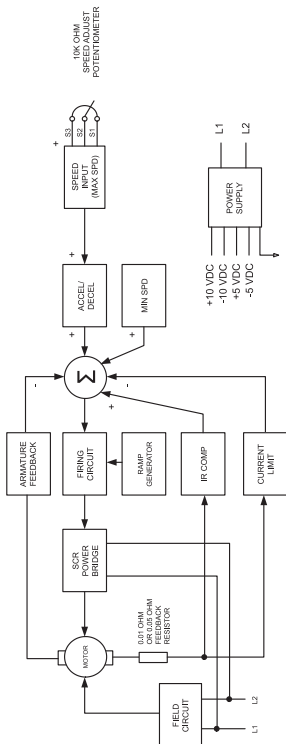 10K OHM
SPEED ADJUST
POTENTIOMETER
+
S3
S2
S1
SPEED
INPUT
(MAX SPD)
+
ACCEL/
DECEL
+
MIN SPD
+
Σ
-
+
-
ARMATURE
FEEDBACK
FIRING
CIRCUIT
RAMP
GENERATOR
IR COMP
CURRENT
LIMIT
SCR
POWER
BRIDGE
MOTOR
0.01 OHM
OR 0.05 OHM
FEEDBACK
RESISTOR
FIELD
CIRCUIT
L1
L2
L1
L2
POWER
SUPPLY
+10 VDC
-10 VDC
+5 VDC
-5 VDC